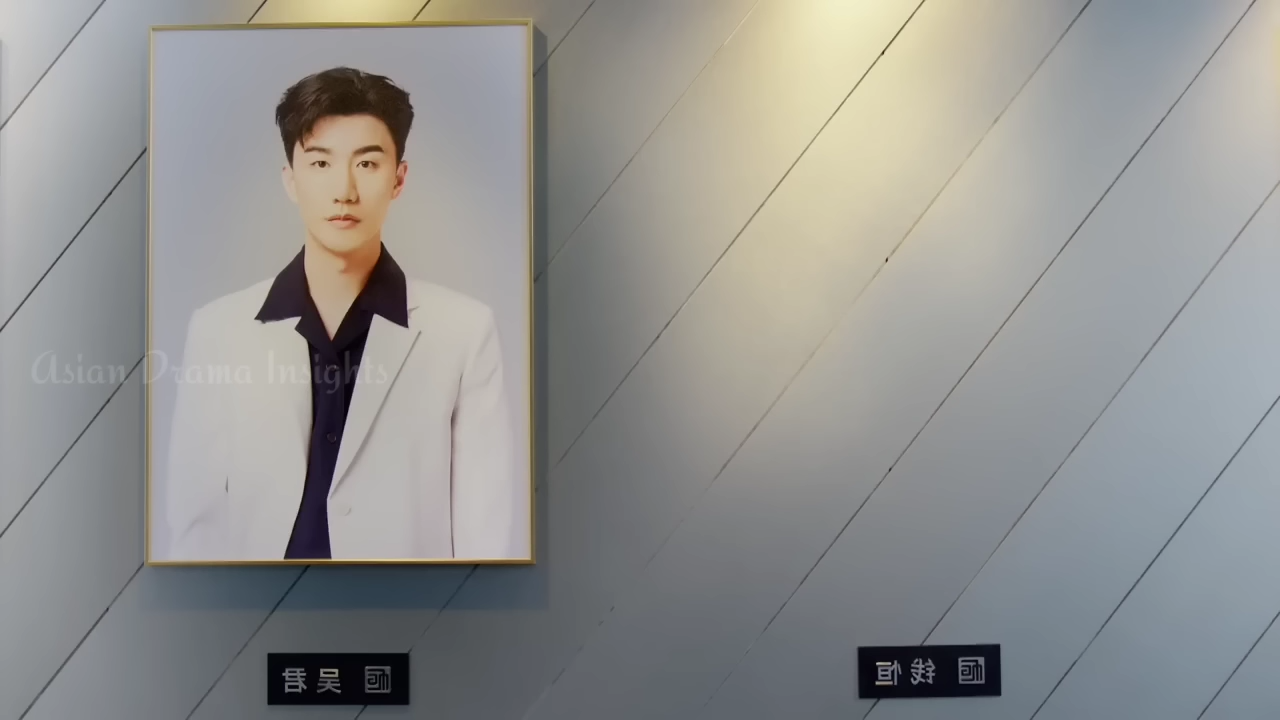 Asian Drama Insights
吴君
钱恒